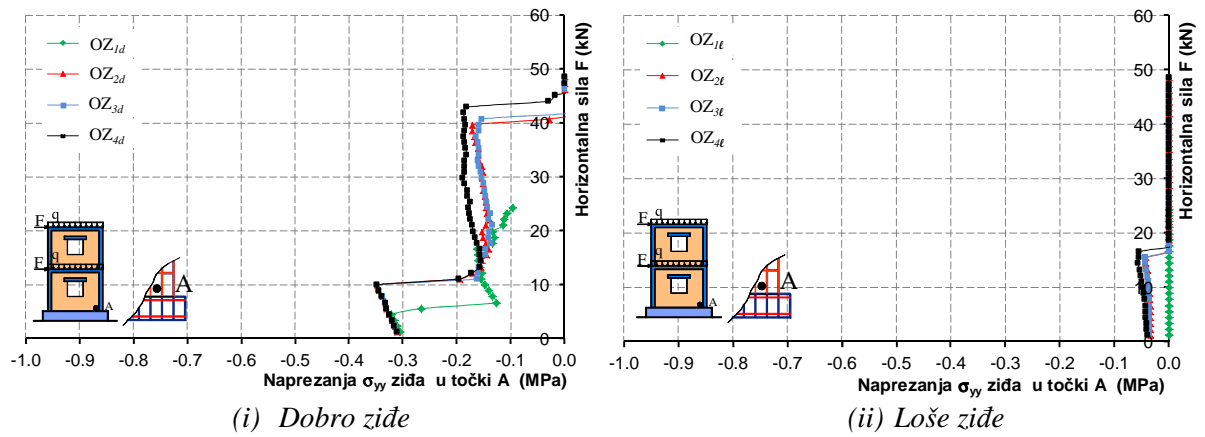 60
50
40
30
20
10
0
Horizontalna sila F (kN)
OZ1d
OZ2d
OZ3d
OZ4d
F q
F q
A
A
-1.0 -0.9 -0.8 -0.7 -0.6 -0.5 -0.4 -0.3 -0.2 -0.1 0.0
Naprezanja σyy ziđa u točki A (MPa)
(i) Dobro ziđe
60
50
40
30
20
10
0
Horizontalna sila F (kN)
OZ1ℓ
OZ2ℓ
OZ3ℓ
OZ4ℓ
F q
F q
A
A
-1.0 -0.9 -0.8 -0.7 -0.6 -0.5 -0.4 -0.3 -0.2 -0.1 0.0
Naprezanja σyy ziđa u točki A (MPa)
(ii) Loše ziđe